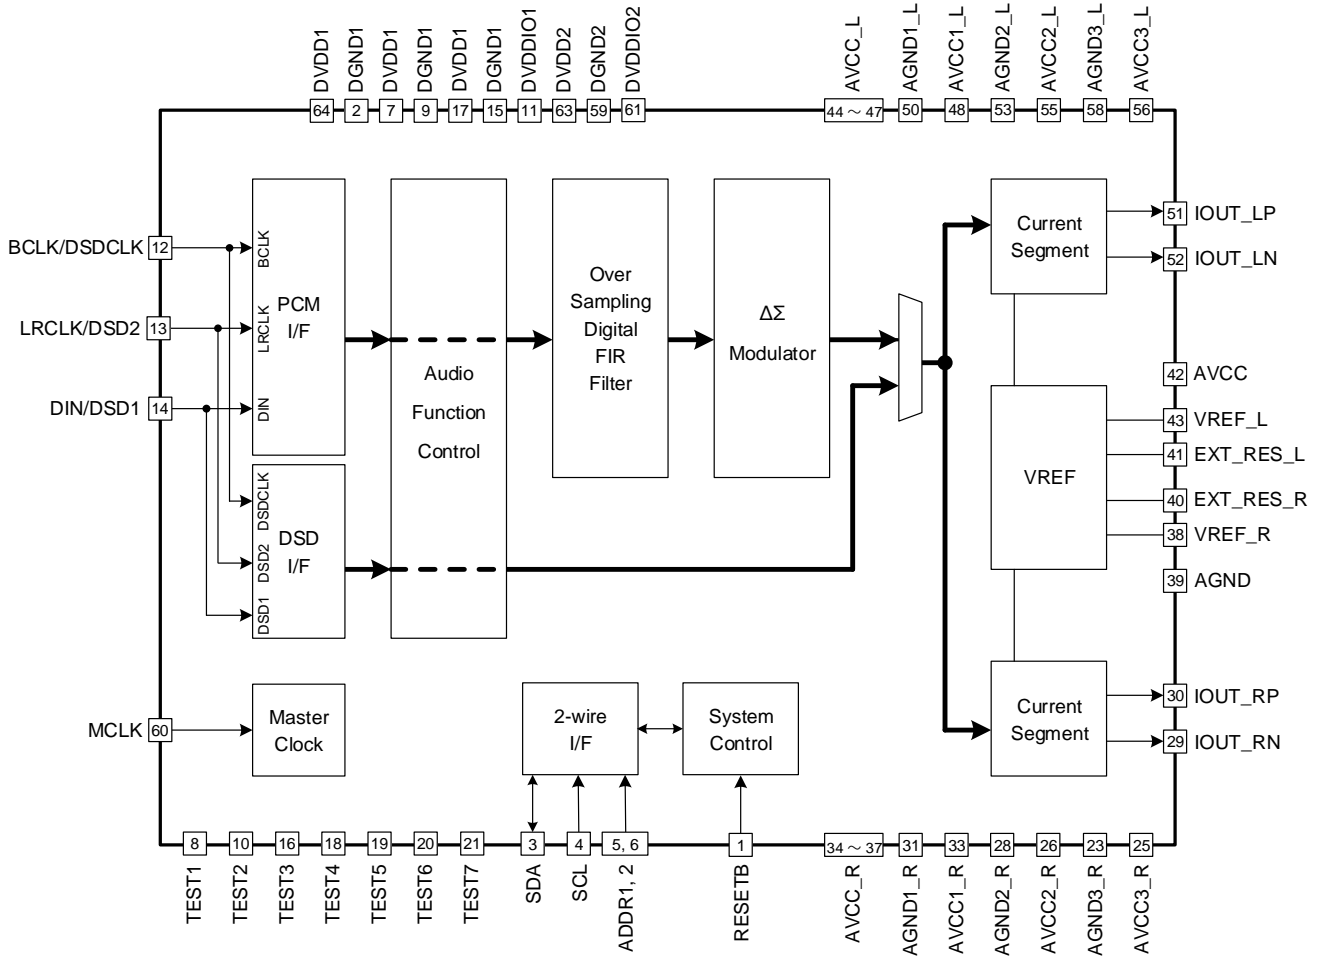 DVDD1
DGND1
DVDD1
DGND1
DVDD1
DGND1
DVDDIO1
DVDD2
DGND2
DVDDIO2
AVCC_L
AGND1_L
AVCC1_L
AGND2_L
AVCC2_L
AGND3_L
AVCC3_L
64
2
7
9
17
15
11
63
59
61
44 ~ 47
50
48
53
55
58
56
BCLK/DSDCLK
12
LRCLK/DSD2
13
DIN/DSD1
14
MCLK
60
BCLK
LRCLK
DIN
PCM
I/F
DSDCLK
DSD2
DSD1
DSD
I/F
Audio
Function
Control
Over
Sampling
Digital
FIR
Filter
ΔΣ
Modulator
Current
Segment
VREF
Current
Segment
Master
Clock
2-wire
I/F
System
Control
51
IOUT_LP
52
IOUT_LN
42
AVCC
43
VREF_L
41
EXT_RES_L
40
EXT_RES_R
38
VREF_R
39
AGND
30
IOUT_RP
29
IOUT_RN
8
10
16
18
19
20
21
3
4
5, 6
1
34 ~ 37
31
33
28
26
23
25
TEST1
TEST2
TEST3
TEST4
TEST5
TEST6
TEST7
SDA
SCL
ADDR1, 2
RESETB
AVCC_R
AGND1_R
AVCC1_R
AGND2_R
AVCC2_R
AGND3_R
AVCC3_R